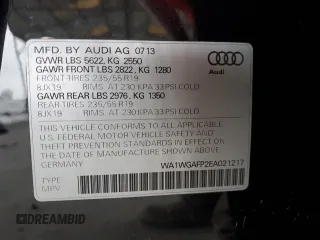 MFD. BY AUDI AG 07 13
GVWR LBS 5622, KG 2550
GAWR FRONT LBS 2822, KG 1280
FRONT TIRES 235/55 R19
8JX19 RIMS. AT 230 KPA 33 PSI COLD
GAWR REAR LBS 2976, KG 1350
REAR TIRES 235/55 R19
8JX19 RIMS. AT 230 KPA 33 PSI COLD
Audi
THIS VEHICLE CONFORMS TO ALL APPLICABLE
U.S. FEDERAL MOTOR VEHICLE SAFETY, BUMPER
AND THEFT PREVENTION STANDARDS IN EFFECT
ON THE DATE OF MANUFACTURE SHOWN ABOVE.
GERMANY
WA1WGAFP2EA021217
TYPE
MPV
© DREAMBID